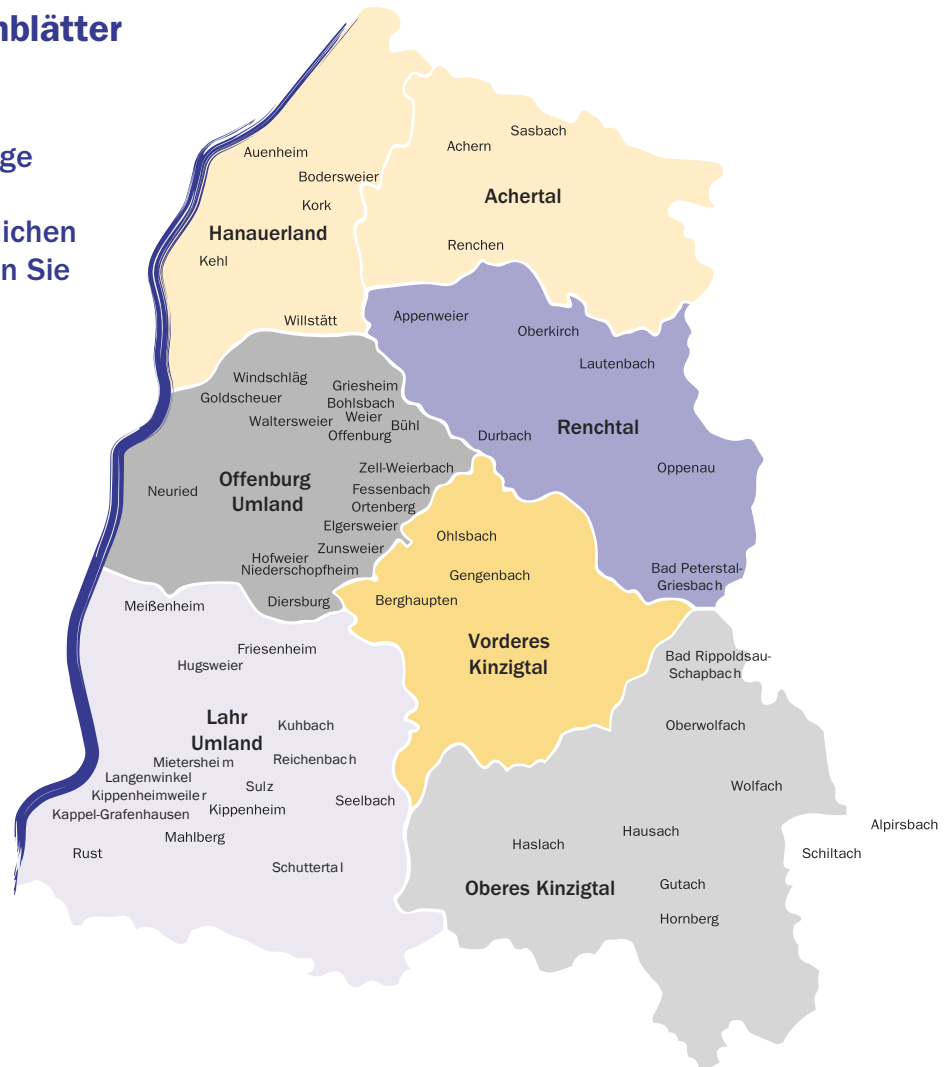 nblätter
ge
lichen
n Sie
Sasbach
Achern
Auenheim
Bodersweier
Achertal
Kork
Hanauerland
Renchen
Kehl
Willstätt
Appenweier
Oberkirch
Lautenbach
Windschläg
Griesheim
Goldscheuer
Bohlsbach
Waltersweier
Weier
Bühl
Offenburg
Durbach
Renchtal
Zell-Weierbach
Oppenau
Offenburg
Umland
Neuried
Fessenbach
Ortenberg
Elgersweier
Ohlsbach
Zunsweier
Hofweier
Niederschopfheim
Gengenbach
Bad Peterstal-
Griesbach
Diersburg
Berghaupten
Meißenheim
Vorderes
Kinzigtal
Friesenheim
Hugsweier
Bad Rippoldsau-
Schapbach
Lahr
Umland
Kuhbach
Oberwolfach
Mietersheim
Reichenbach
Langenwinkel
Sulz
Wolfach
Kippenheimweiler
Seelbach
Kappel-Grafenhausen
Kippenheim
Alpirsbach
Mahlberg
Hausach
Haslach
Rust
Schiltach
Schuttertal
Oberes Kinzigtal
Gutach
Hornberg